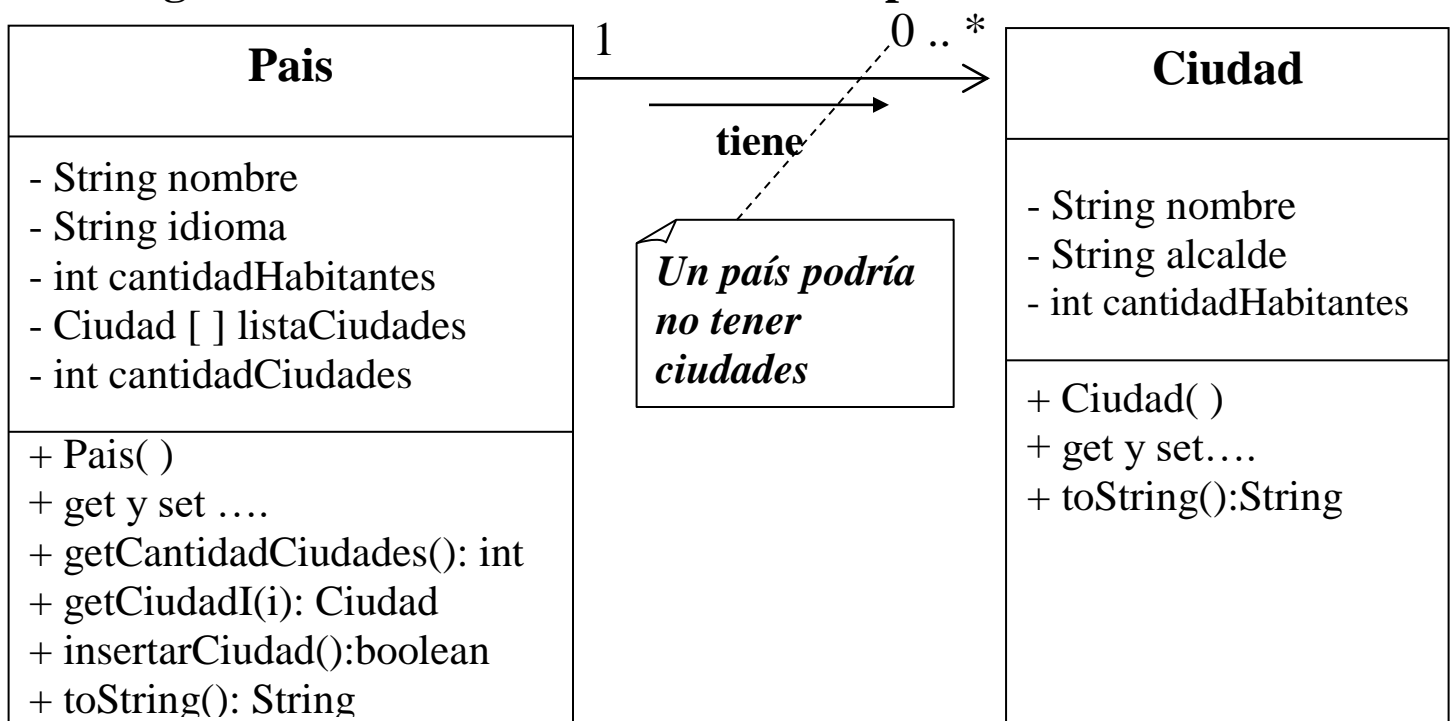 Pais
- String nombre
- String idioma
- int cantidadHabitantes
- Ciudad [ ] listaCiudades
- int cantidadCiudades
+ Pais( )
+ get y set ….
+ getCantidadCiudades(): int
+ getCiudadI(i): Ciudad
+ insertarCiudad():boolean
+ toString(): String
1
0 .. *
tiene
Un país podría
no tener
ciudades
Ciudad
- String nombre
- String alcalde
- int cantidadHabitantes
+ Ciudad( )
+ get y set….
+ toString():String